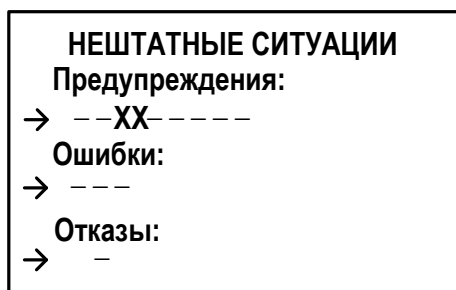 НЕШТАТНЫЕ СИТУАЦИИ
Предупреждения:
→ – –XX– – – – –
Ошибки:
→ – – –
Отказы:
→ –